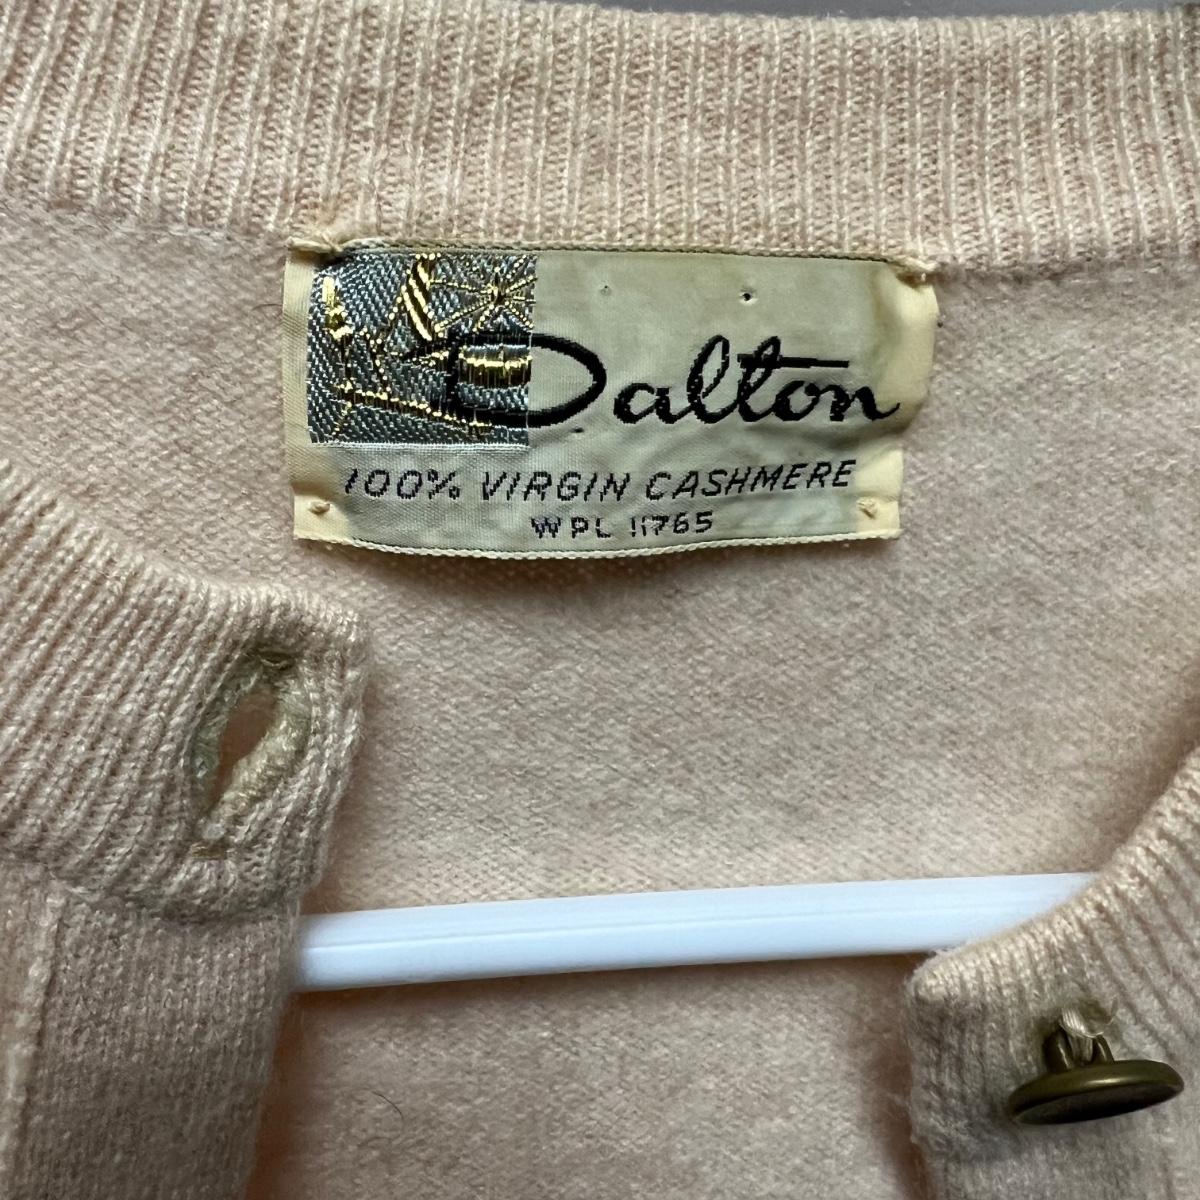 Dalton
100% VIRGIN CASHMERE
WPL 11765